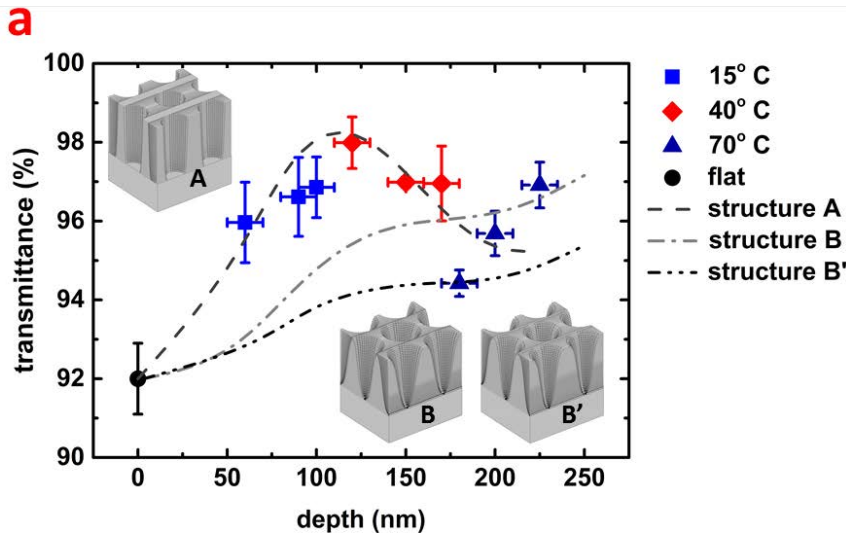 a
100
98
96
94
92
90
transmittance (%)
0
50
100
150
200
250
depth (nm)
A
B
B’
15° C
40° C
70° C
flat
structure A
structure B
structure B'